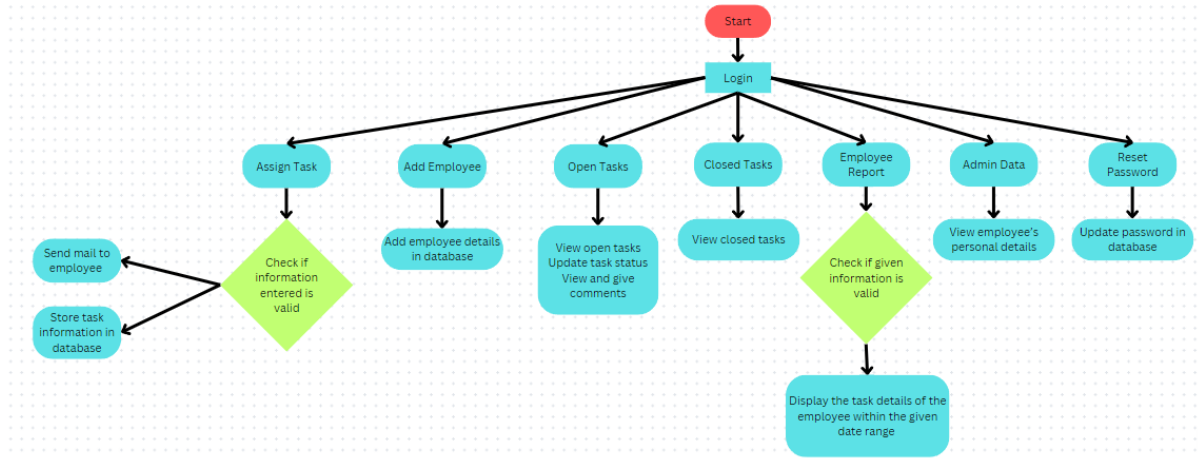 Start
Login
Assign Task
Add Employee
Open Tasks
Closed Tasks
Employee
Report
Admin Data
Reset
Password
Send mail to
employee
Store task
information in
database
Check if
information
entered is
valid
Add employee details
in database
View open tasks
Update task status
View and give
comments
View closed tasks
Check if given
information is
valid
View employee's
personal details
Update password in
database
Display the task details of the
employee within the given
date range